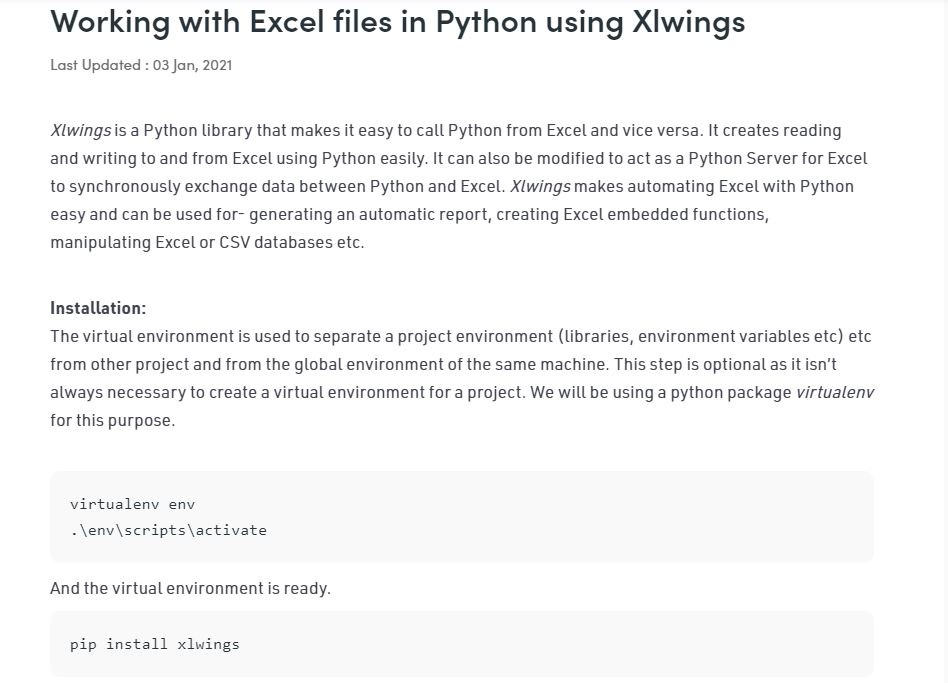 Working with Excel files in Python using Xlwings
Last Updated : 03 Jan, 2021
Xlwings is a Python library that makes it easy to call Python from Excel and vice versa. It creates reading
and writing to and from Excel using Python easily. It can also be modified to act as a Python Server for Excel
to synchronously exchange data between Python and Excel. Xlwings makes automating Excel with Python
easy and can be used for- generating an automatic report, creating Excel embedded functions,
manipulating Excel or CSV databases etc.
Installation:
The virtual environment is used to separate a project environment (libraries, environment variables etc) etc
from other project and from the global environment of the same machine. This step is optional as it isn’t
always necessary to create a virtual environment for a project. We will be using a python package virtualenv
for this purpose.
virtualenv env
.\env\scripts\activate
And the virtual environment is ready.
pip install xlwings